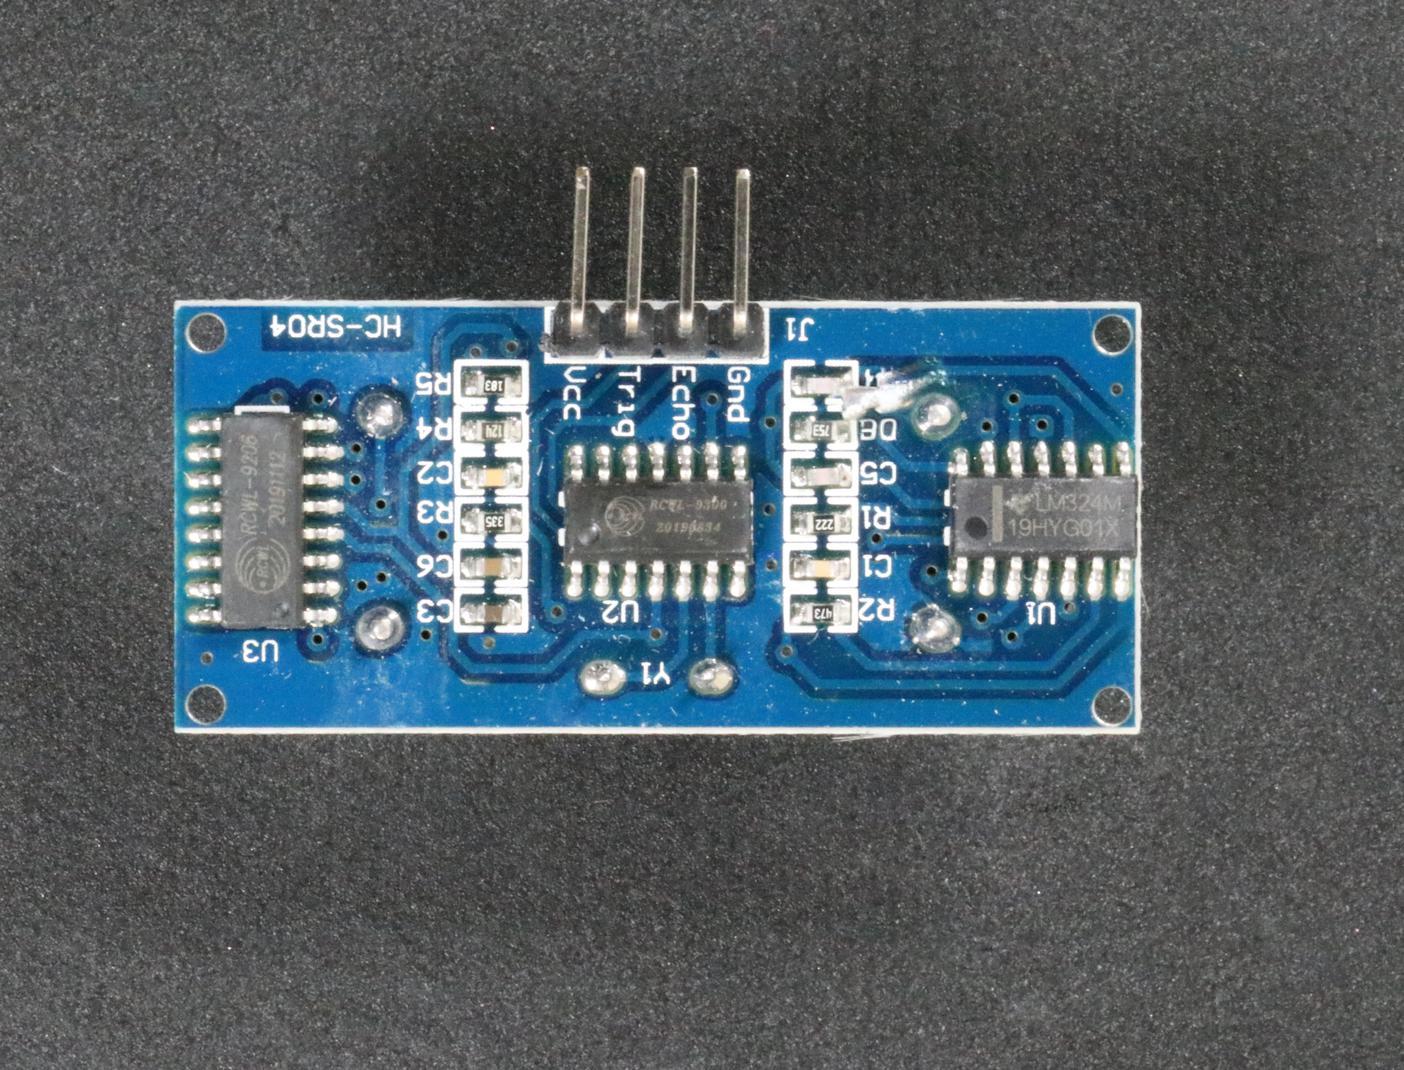 HC-SR04
J1
Vcc
Trig
Echo
Gnd
R5
183
R4
124
C2
R3
335
C6
C3
753
C5
R1
222
C1
R2
473
RCWL-9206
20191112
RCWL
U3
RCWL-9300
U2
Y1
LM324M
19HYG01X
U1